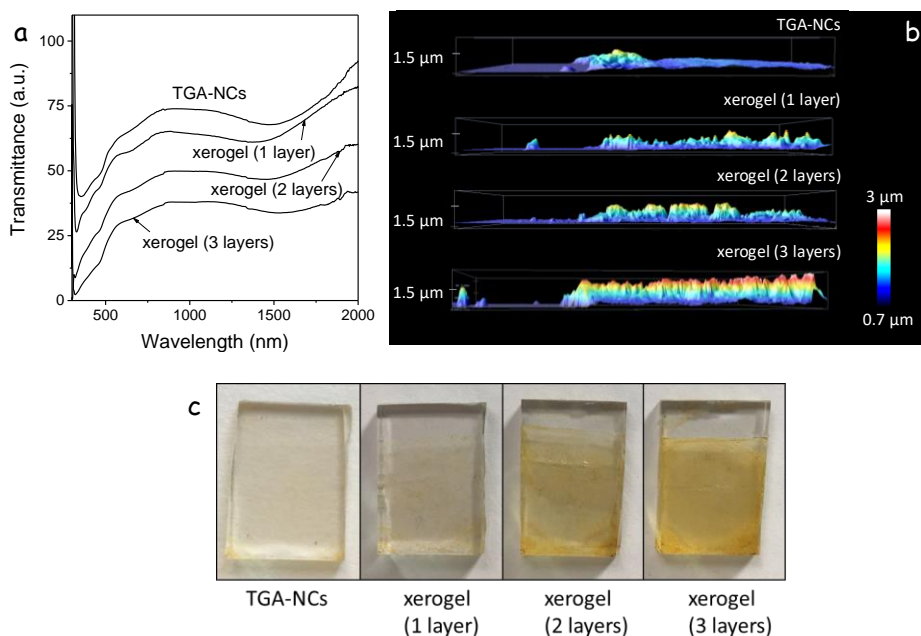 a
Transmittance (a.u.)
100
75
50
25
0
500
1000
1500
2000
Wavelength (nm)
TGA-NCs
xerogel (1 layer)
xerogel (2 layers)
xerogel (3 layers)
b
TGA-NCs
1.5 µm
xerogel (1 layer)
1.5 µm
xerogel (2 layers)
1.5 µm
xerogel (3 layers)
1.5 µm
3 µm
0.7 µm
c
TGA-NCs
xerogel
(1 layer)
xerogel
(2 layers)
xerogel
(3 layers)